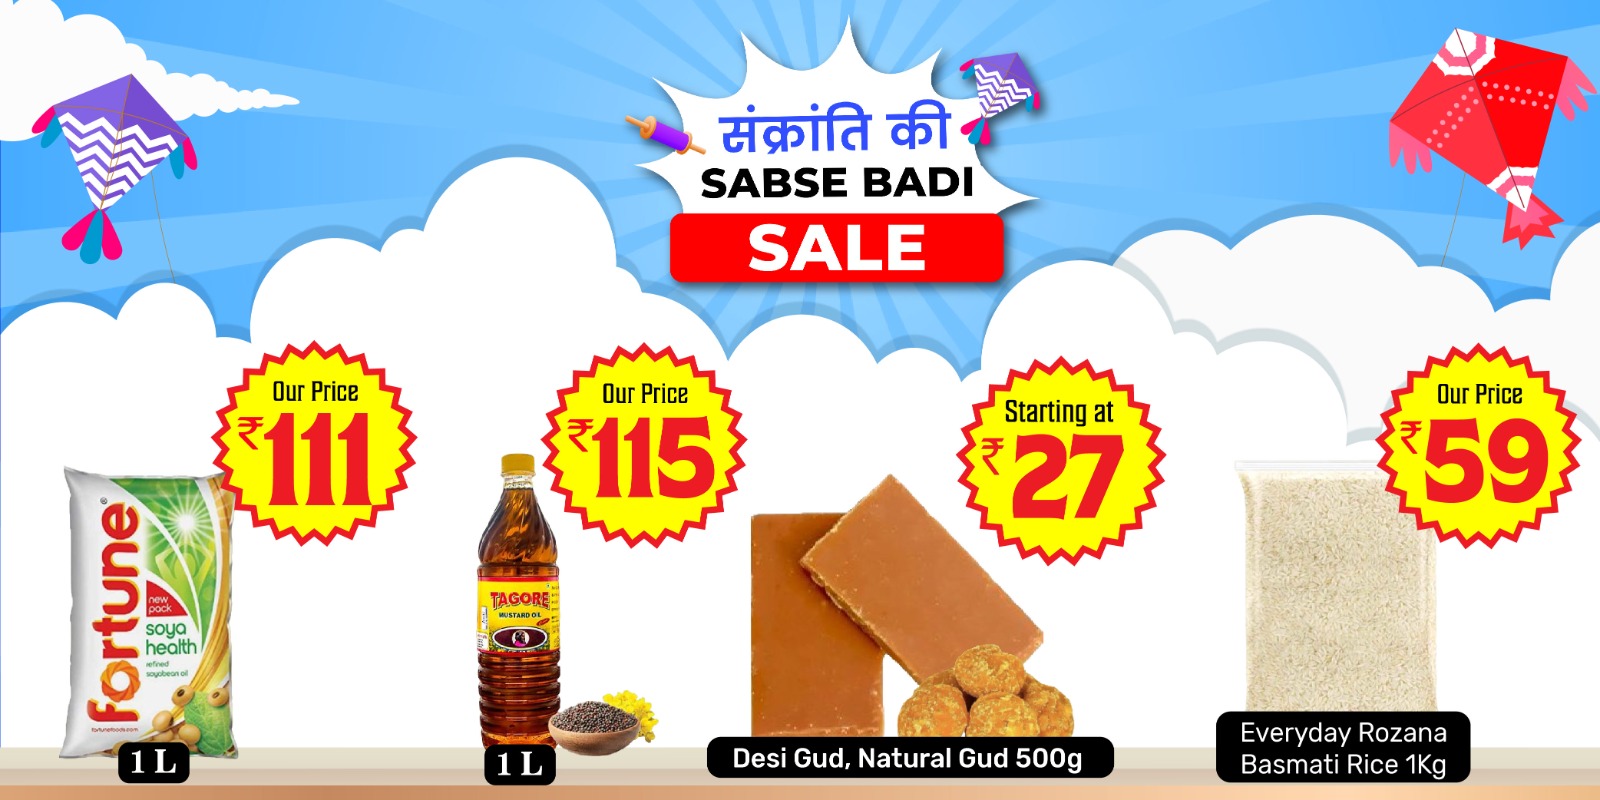 संक्रांति की
SABSE BADI
SALE
Our Price
₹111
fortune
®
new
pack
soya
health
refined
soyabean oil
fortunefoods.com
1 L
Our Price
₹115
TAGORE
MUSTARD OIL
1 L
Starting at
₹27
Desi Gud, Natural Gud 500g
Our Price
₹59
Everyday Rozana
Basmati Rice 1Kg